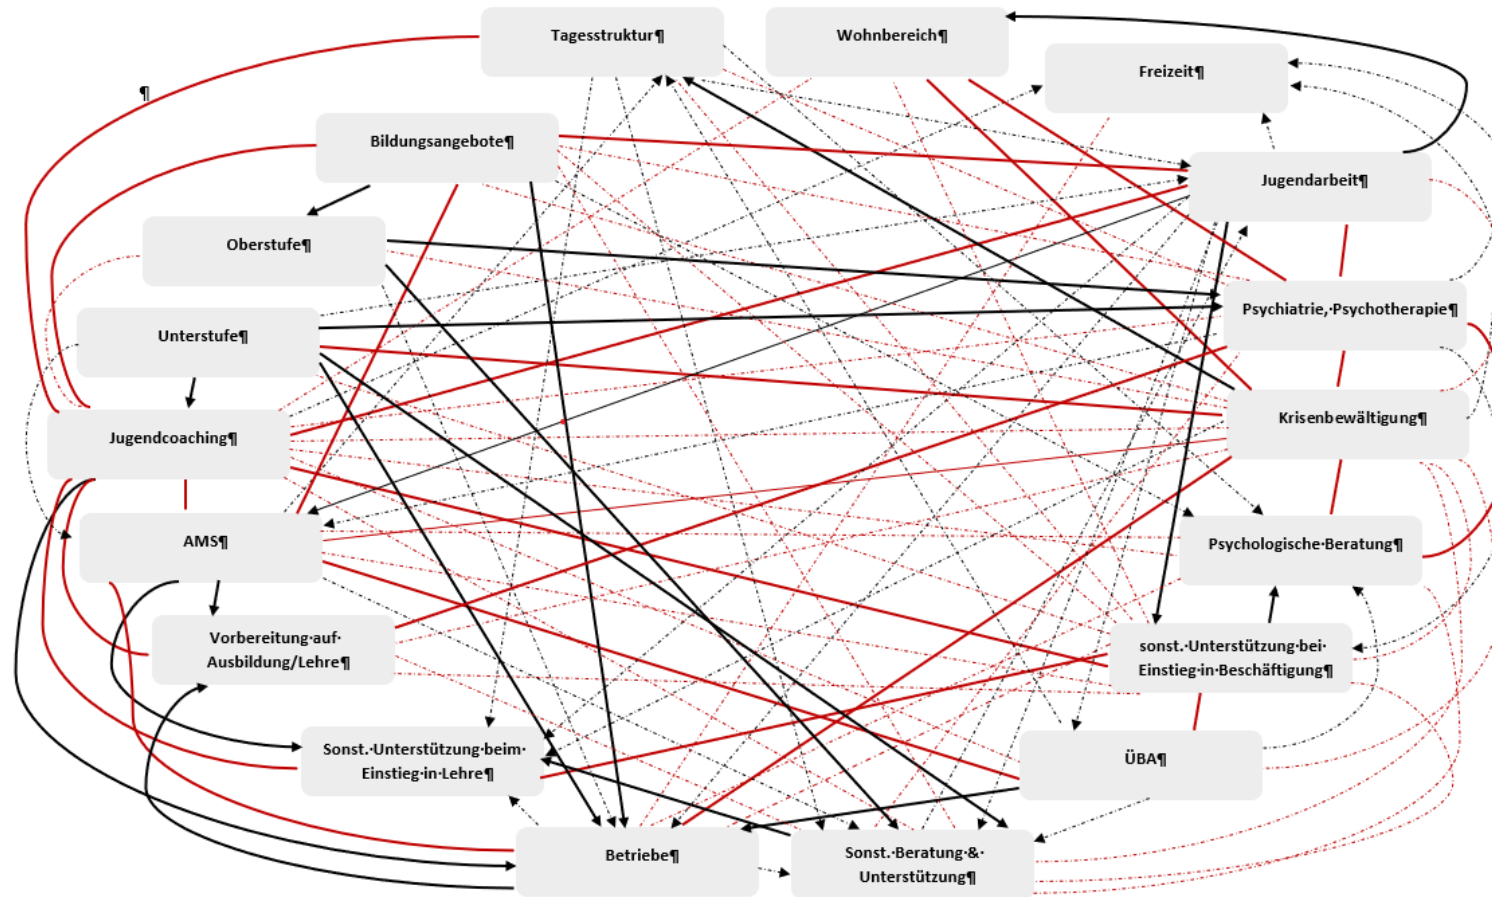 Tagesstruktur¶
Wohnbereich¶
Freizeit¶
¶
Bildungsangebote¶
Jugendarbeit¶
Oberstufe¶
Psychiatrie,·Psychotherapie¶
Unterstufe¶
Krisenbewältigung¶
Jugendcoaching¶
AMS¶
Psychologische·Beratung¶
Vorbereitung·auf·
Ausbildung/Lehre¶
sonst.·Unterstützung·bei·
Einstieg·in·Beschäftigung¶
Sonst.·Unterstützung·beim·
Einstieg·in·Lehre¶
ÜBA¶
Betriebe¶
Sonst.·Beratung·&·
Unterstützung¶